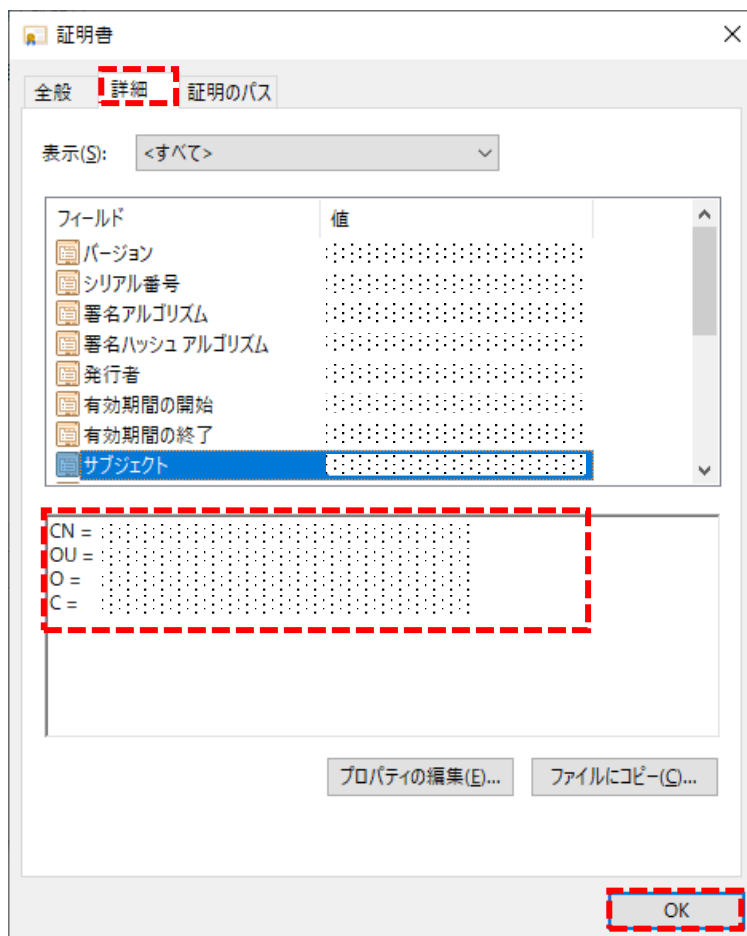 証明書
全般 詳細 証明のパス
表示(S): <すべて>
フィールド 値
バージョン
シリアル番号
署名アルゴリズム
署名ハッシュ アルゴリズム
発行者
有効期間の開始
有効期間の終了
サブジェクト
CN =
OU =
O =
C =
プロパティの編集(E)... ファイルにコピー(C)...
OK